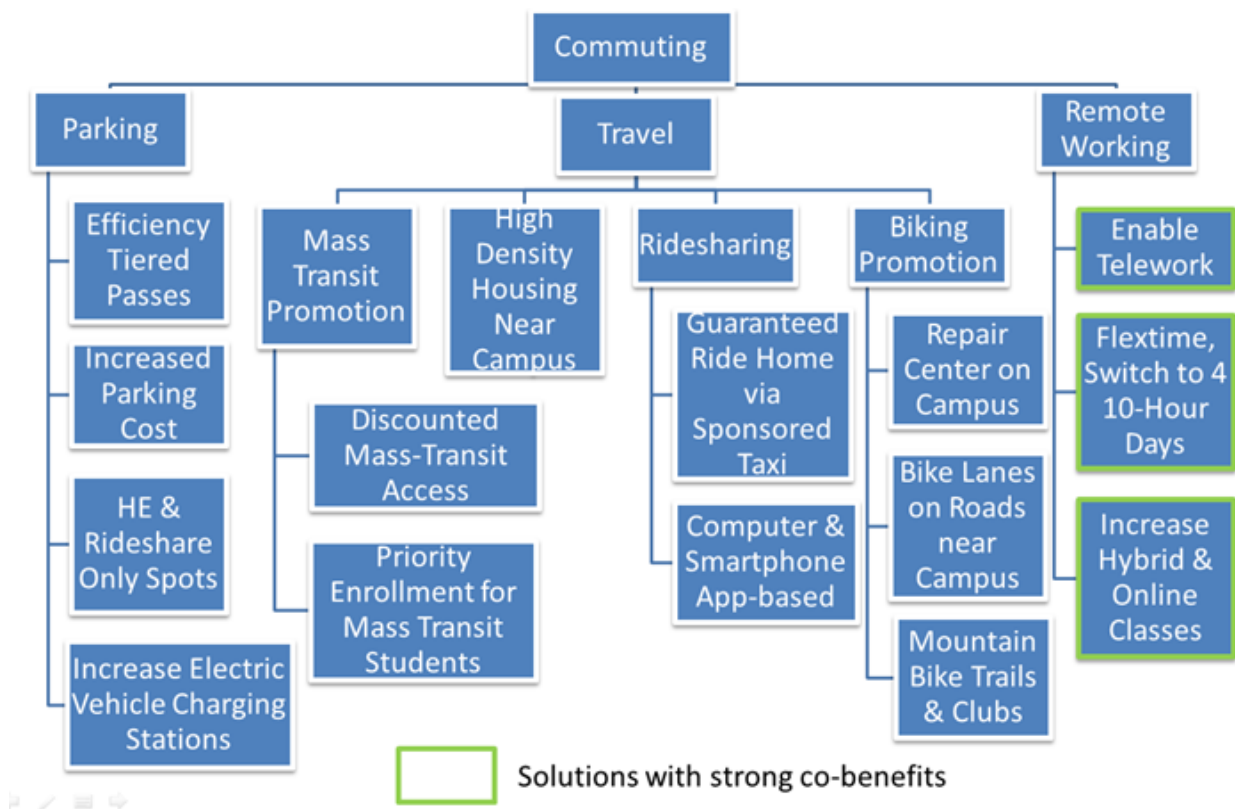 Commuting
Parking
Travel
Remote
Working
Efficiency
Tiered
Passes
Increased
Parking
Cost
HE &
Rideshare
Only Spots
Increase Electric
Vehicle Charging
Stations
Mass
Transit
Promotion
Discounted
Mass-Transit
Access
Priority
Enrollment for
Mass Transit
Students
High
Density
Housing
Near
Campus
Ridesharing
Guaranteed
Ride Home
via
Sponsored
Taxi
Computer &
Smartphone
App-based
Biking
Promotion
Repair
Center on
Campus
Bike Lanes
on Roads
near
Campus
Mountain
Bike Trails
& Clubs
Enable
Telework
Flextime,
Switch to 4
10-Hour
Days
Increase
Hybrid &
Online
Classes
Solutions with strong co-benefits